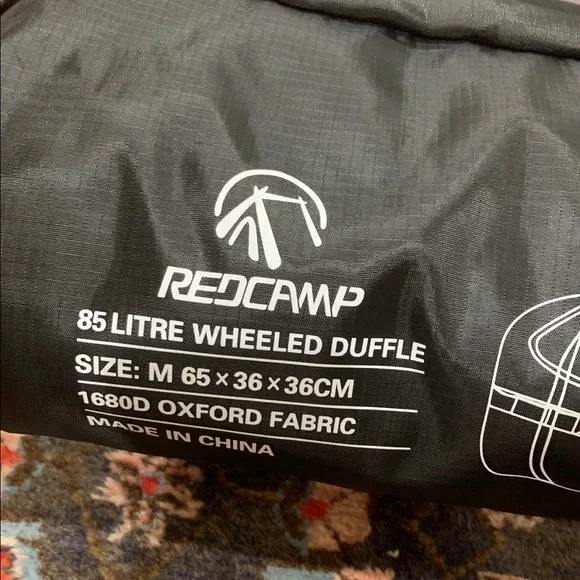 REDCAMP
85 LITRE WHEELED DUFFLE
SIZE: M 65×36×36CM
1680D OXFORD FABRIC
MADE IN CHINA